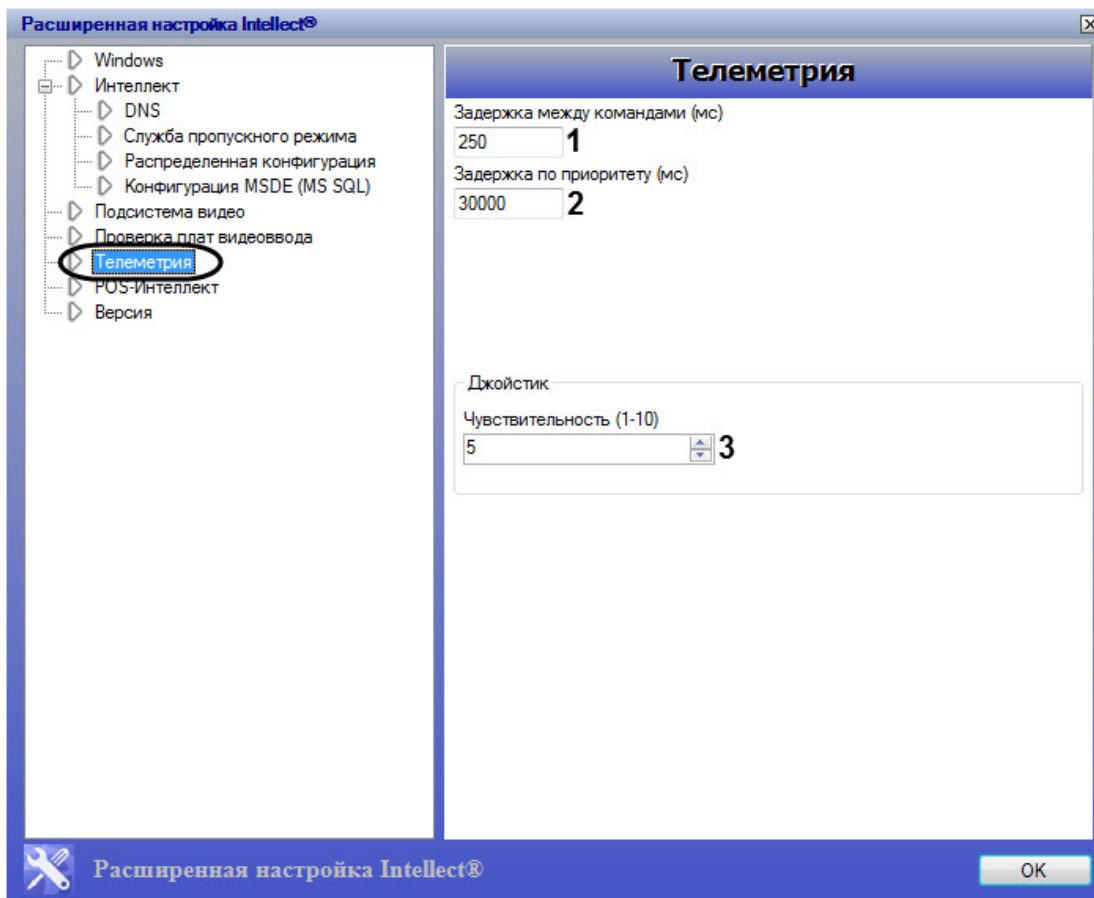 Расширенная настройка Intellect®
Windows
Интеллект
DNS
Служба пропускного режима
Распределенная конфигурация
Конфигурация MSDE (MS SQL)
Подсистема видео
Проверка плат видеоввода
Телеметрия
POS-Интеллект
Версия
Телеметрия
Задержка между командами (мс)
250 1
Задержка по приоритету (мс)
30000 2
Джойстик
Чувствительность (1-10)
5 3
Расширенная настройка Intellect®
OK